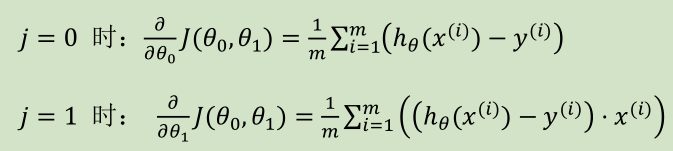 j = 0 时：∂/∂θ₀ J(θ₀, θ₁) = 1/m ∑ᵢ₌₁ᵐ (h_θ(x⁽ⁱ⁾) − y⁽ⁱ⁾)
j = 1 时： ∂/∂θ₁ J(θ₀, θ₁) = 1/m ∑ᵢ₌₁ᵐ ((h_θ(x⁽ⁱ⁾) − y⁽ⁱ⁾) · x⁽ⁱ⁾)